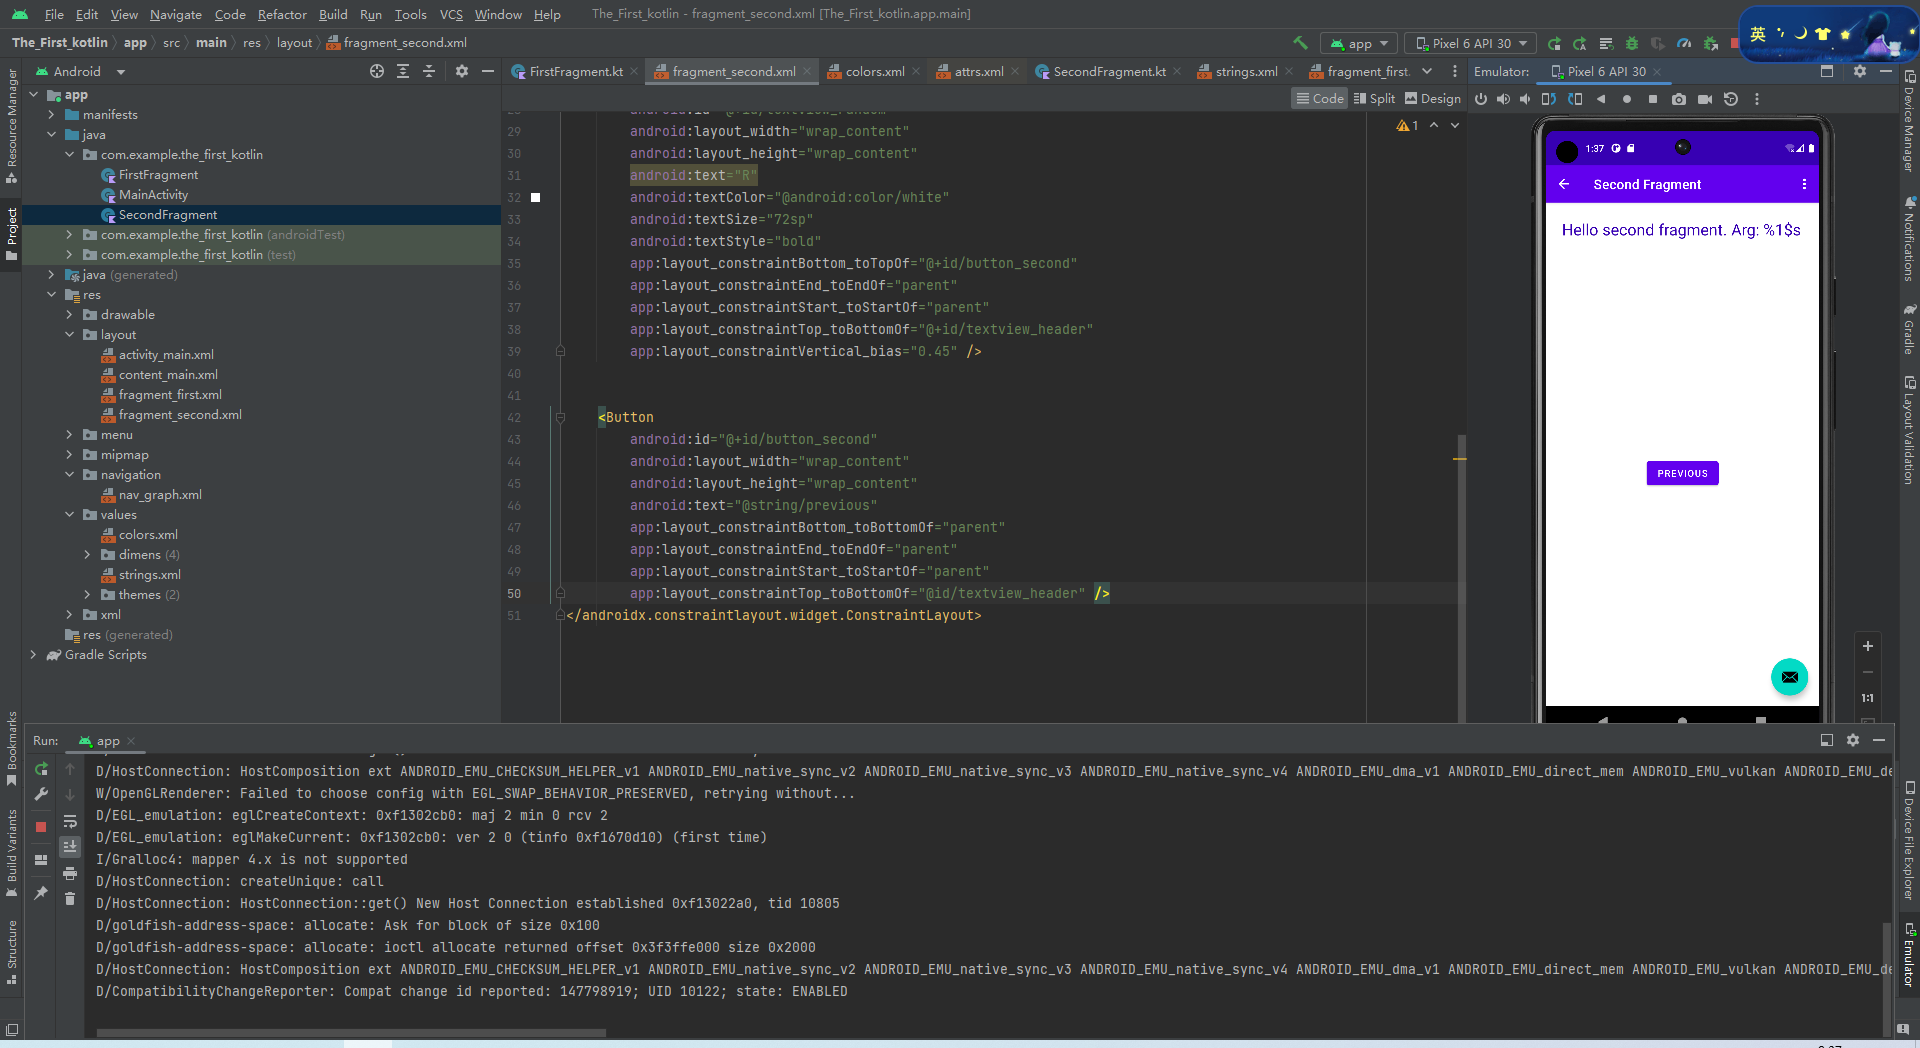 File Edit View Navigate Code Refactor Build Run Tools VCS Window Help The_First_kotlin - fragment_second.xml [The_First_kotlin.app.main]
英
The_First_kotlin app src main res layout fragment_second.xml
app Pixel 6 API 30
Android
FirstFragment.kt fragment_second.xml colors.xml attrs.xml SecondFragment.kt strings.xml fragment_first.
Emulator: Pixel 6 API 30
Code Split Design
Resource Manager
Project
Bookmarks
Build Variants
Structure
app
manifests
java
com.example.the_first_kotlin
FirstFragment
MainActivity
SecondFragment
com.example.the_first_kotlin (androidTest)
com.example.the_first_kotlin (test)
java (generated)
res
drawable
layout
activity_main.xml
content_main.xml
fragment_first.xml
fragment_second.xml
menu
mipmap
navigation
nav_graph.xml
values
colors.xml
dimens (4)
strings.xml
themes (2)
xml
res (generated)
Gradle Scripts
1
29 android:layout_width="wrap_content"
30 android:layout_height="wrap_content"
31 android:text="R"
32 android:textColor="@android:color/white"
33 android:textSize="72sp"
34 android:textStyle="bold"
35 app:layout_constraintBottom_toTopOf="@+id/button_second"
36 app:layout_constraintEnd_toEndOf="parent"
37 app:layout_constraintStart_toStartOf="parent"
38 app:layout_constraintTop_toBottomOf="@+id/textview_header"
39 app:layout_constraintVertical_bias="0.45" />
40
41
42 <Button
43 android:id="@+id/button_second"
44 android:layout_width="wrap_content"
45 android:layout_height="wrap_content"
46 android:text="@string/previous"
47 app:layout_constraintBottom_toBottomOf="parent"
48 app:layout_constraintEnd_toEndOf="parent"
49 app:layout_constraintStart_toStartOf="parent"
50 app:layout_constraintTop_toBottomOf="@id/textview_header" />
51 </androidx.constraintlayout.widget.ConstraintLayout>
1:37
Second Fragment
Hello second fragment. Arg: %1$s
PREVIOUS
1:1
Device Manager
Notifications
Gradle
Layout Validation
Device File Explorer
Emulator
Run: app
D/HostConnection: HostComposition ext ANDROID_EMU_CHECKSUM_HELPER_v1 ANDROID_EMU_native_sync_v2 ANDROID_EMU_native_sync_v3 ANDROID_EMU_native_sync_v4 ANDROID_EMU_dma_v1 ANDROID_EMU_direct_mem ANDROID_EMU_vulkan ANDROID_EMU_de
W/OpenGLRenderer: Failed to choose config with EGL_SWAP_BEHAVIOR_PRESERVED, retrying without...
D/EGL_emulation: eglCreateContext: 0xf1302cb0: maj 2 min 0 rcv 2
D/EGL_emulation: eglMakeCurrent: 0xf1302cb0: ver 2 0 (tinfo 0xf1670d10) (first time)
I/Gralloc4: mapper 4.x is not supported
D/HostConnection: createUnique: call
D/HostConnection: HostConnection::get() New Host Connection established 0xf13022a0, tid 10805
D/goldfish-address-space: allocate: Ask for block of size 0x100
D/goldfish-address-space: allocate: ioctl allocate returned offset 0x3f3ffe000 size 0x2000
D/HostConnection: HostComposition ext ANDROID_EMU_CHECKSUM_HELPER_v1 ANDROID_EMU_native_sync_v2 ANDROID_EMU_native_sync_v3 ANDROID_EMU_native_sync_v4 ANDROID_EMU_dma_v1 ANDROID_EMU_direct_mem ANDROID_EMU_vulkan ANDROID_EMU_de
D/CompatibilityChangeReporter: Compat change id reported: 147798919; UID 10122; state: ENABLED